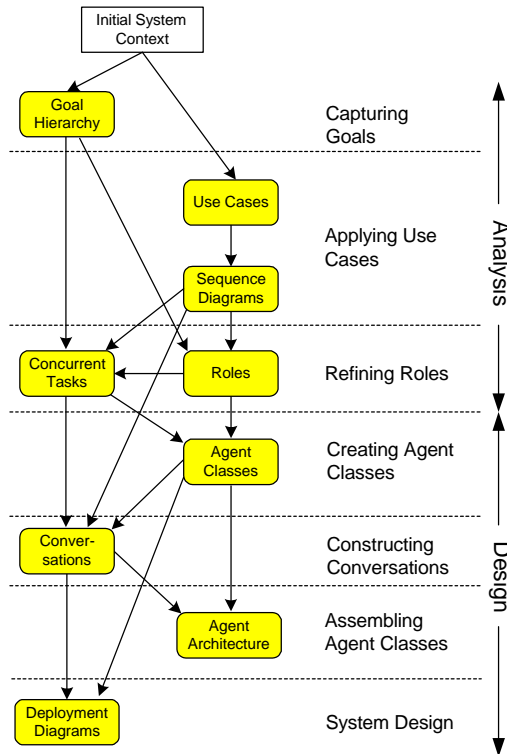 Initial System
Context
Goal
Hierarchy
Capturing
Goals
Use Cases
Applying Use
Cases
Sequence
Diagrams
Analysis
Concurrent
Tasks
Roles
Refining Roles
Agent
Classes
Creating Agent
Classes
Conver-
sations
Constructing
Conversations
Design
Agent
Architecture
Assembling
Agent Classes
Deployment
Diagrams
System Design